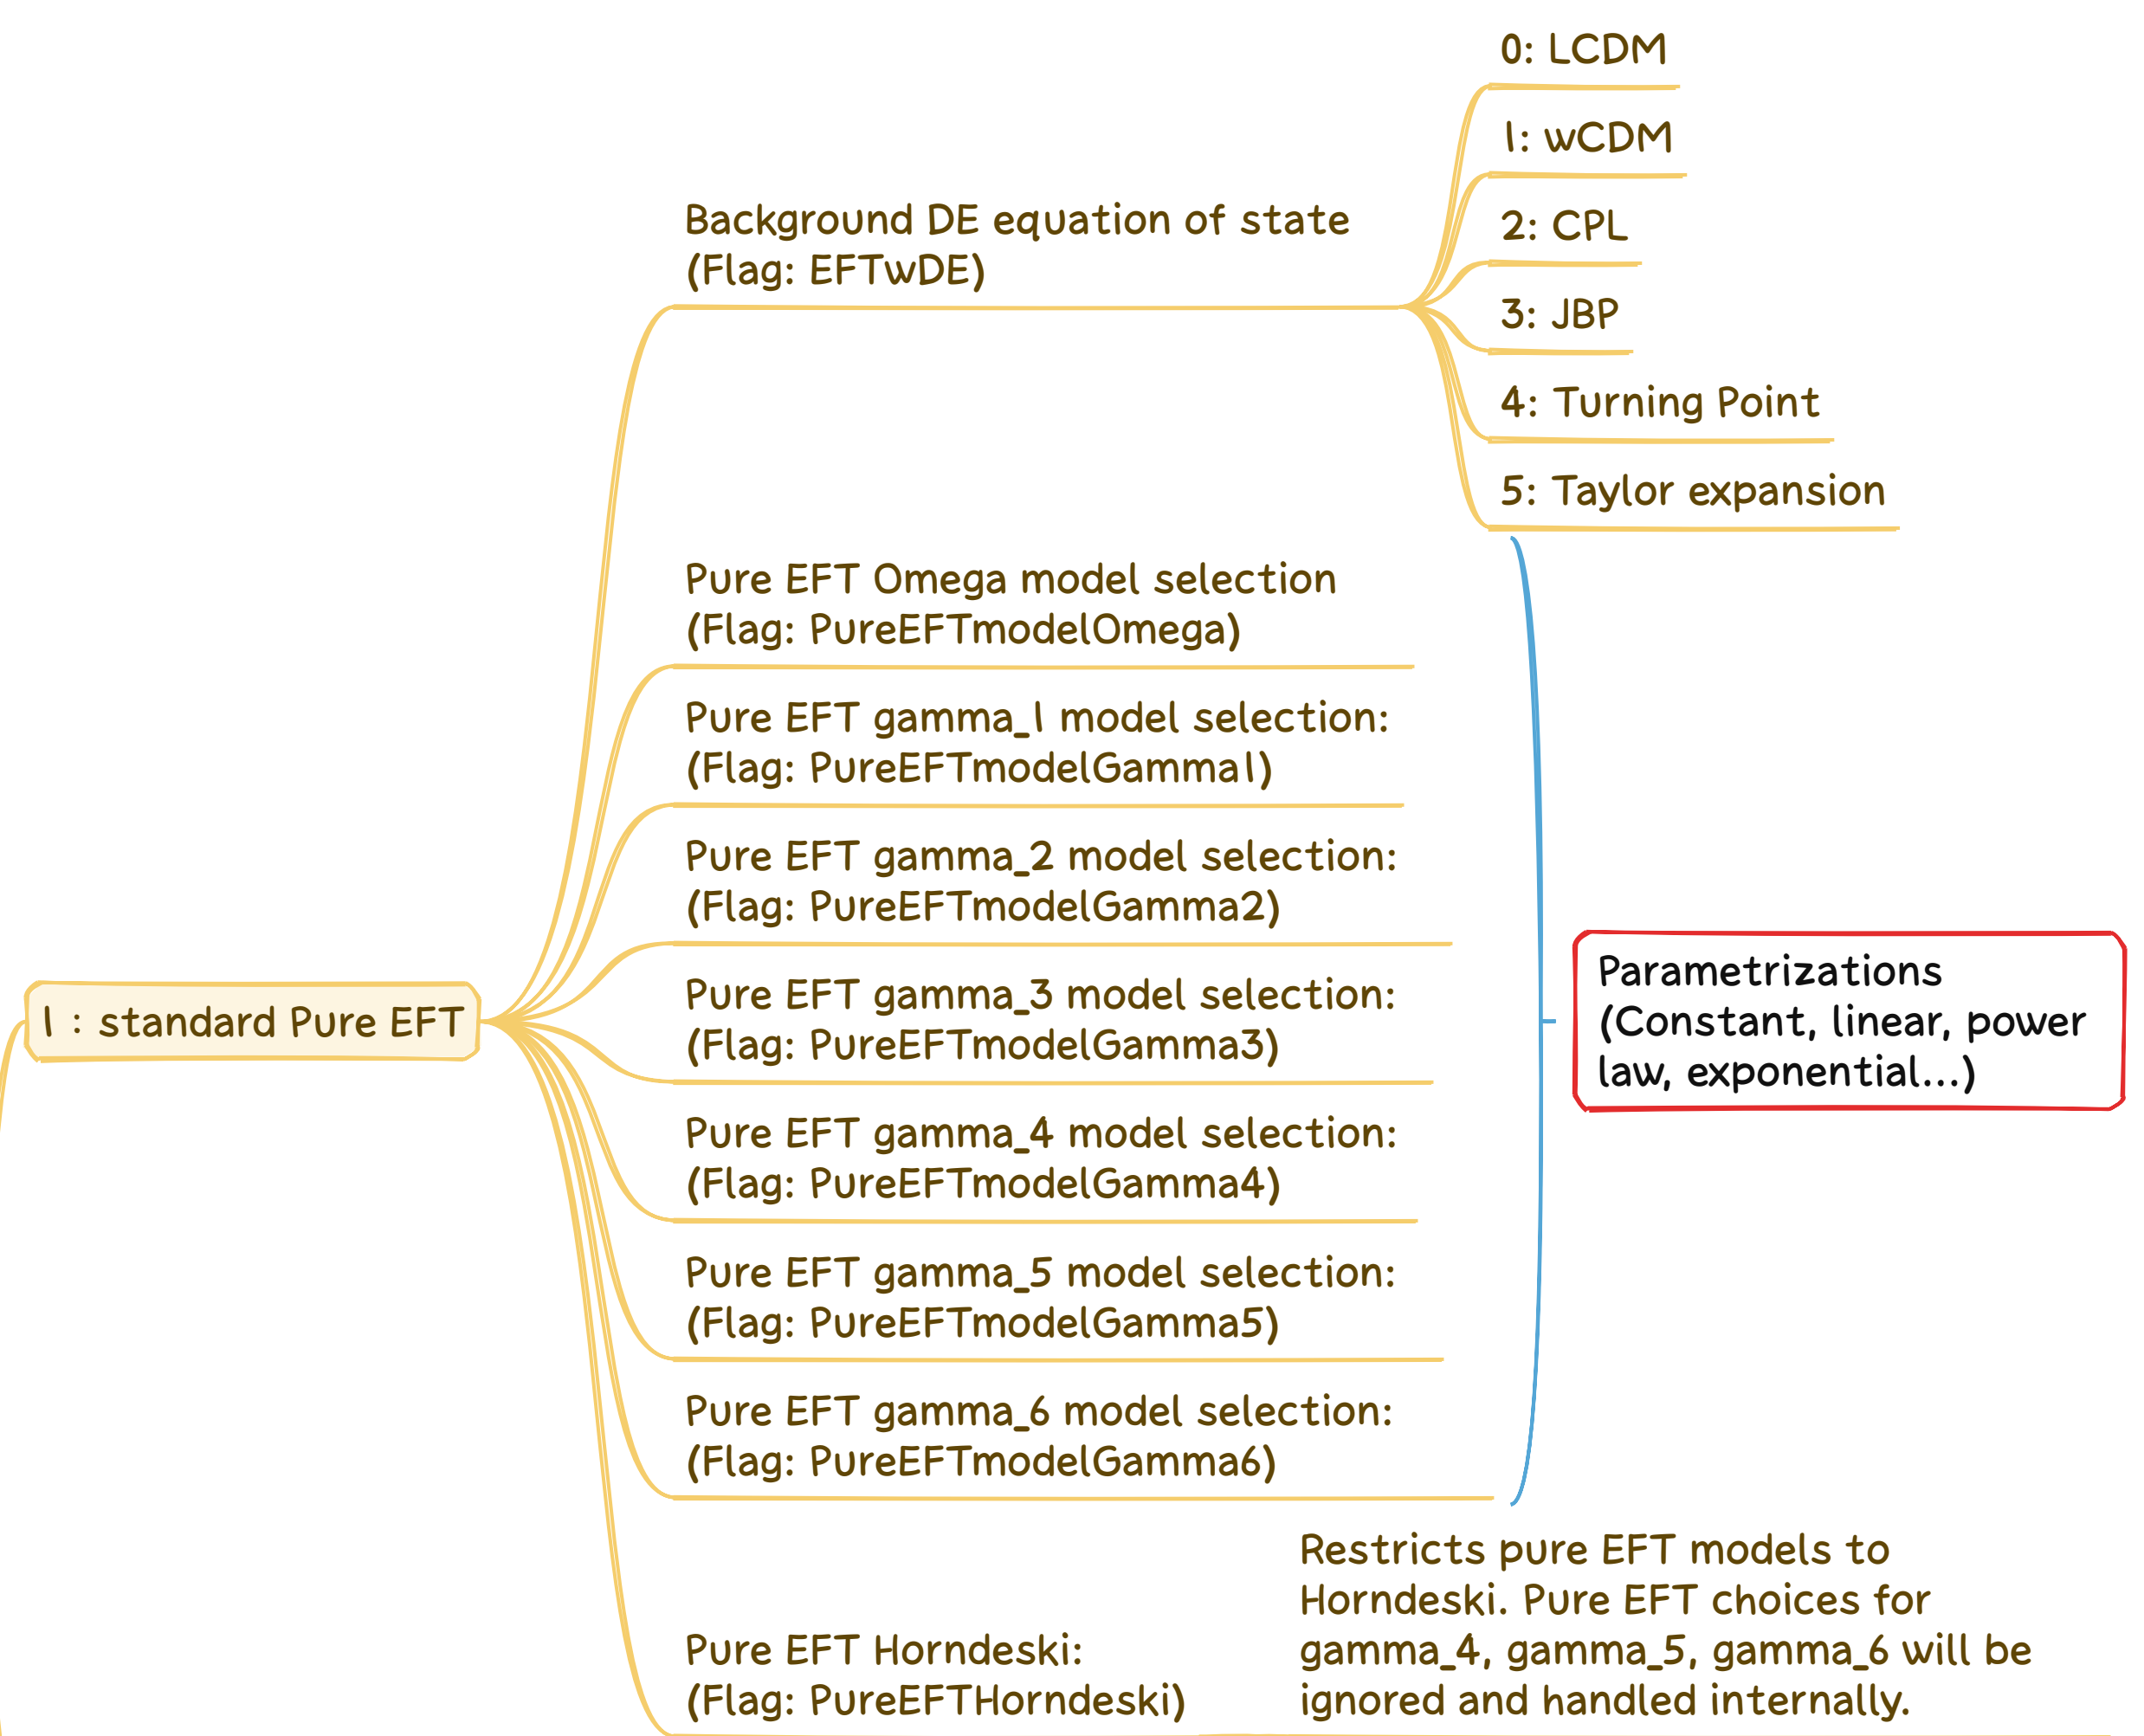 0: LCDM
1: wCDM
2: CPL
3: JBP
4: Turning Point
5: Taylor expansion
Background DE equation of state
(Flag: EFTwDE)
Pure EFT Omega model selection
(Flag: PureEFTmodelOmega)
Pure EFT gamma_1 model selection:
(Flag: PureEFTmodelGamma1)
Pure EFT gamma_2 model selection:
(Flag: PureEFTmodelGamma2)
Pure EFT gamma_3 model selection:
(Flag: PureEFTmodelGamma3)
Pure EFT gamma_4 model selection:
(Flag: PureEFTmodelGamma4)
Pure EFT gamma_5 model selection:
(Flag: PureEFTmodelGamma5)
Pure EFT gamma_6 model selection:
(Flag: PureEFTmodelGamma6)
Parametrizations
(Constant, linear, power
law, exponential...)
1 : standard Pure EFT
Pure EFT Horndeski:
(Flag: PureEFTHorndeski)
Restricts pure EFT models to
Horndeski. Pure EFT choices for
gamma_4, gamma_5, gamma_6 will be
ignored and handled internally.